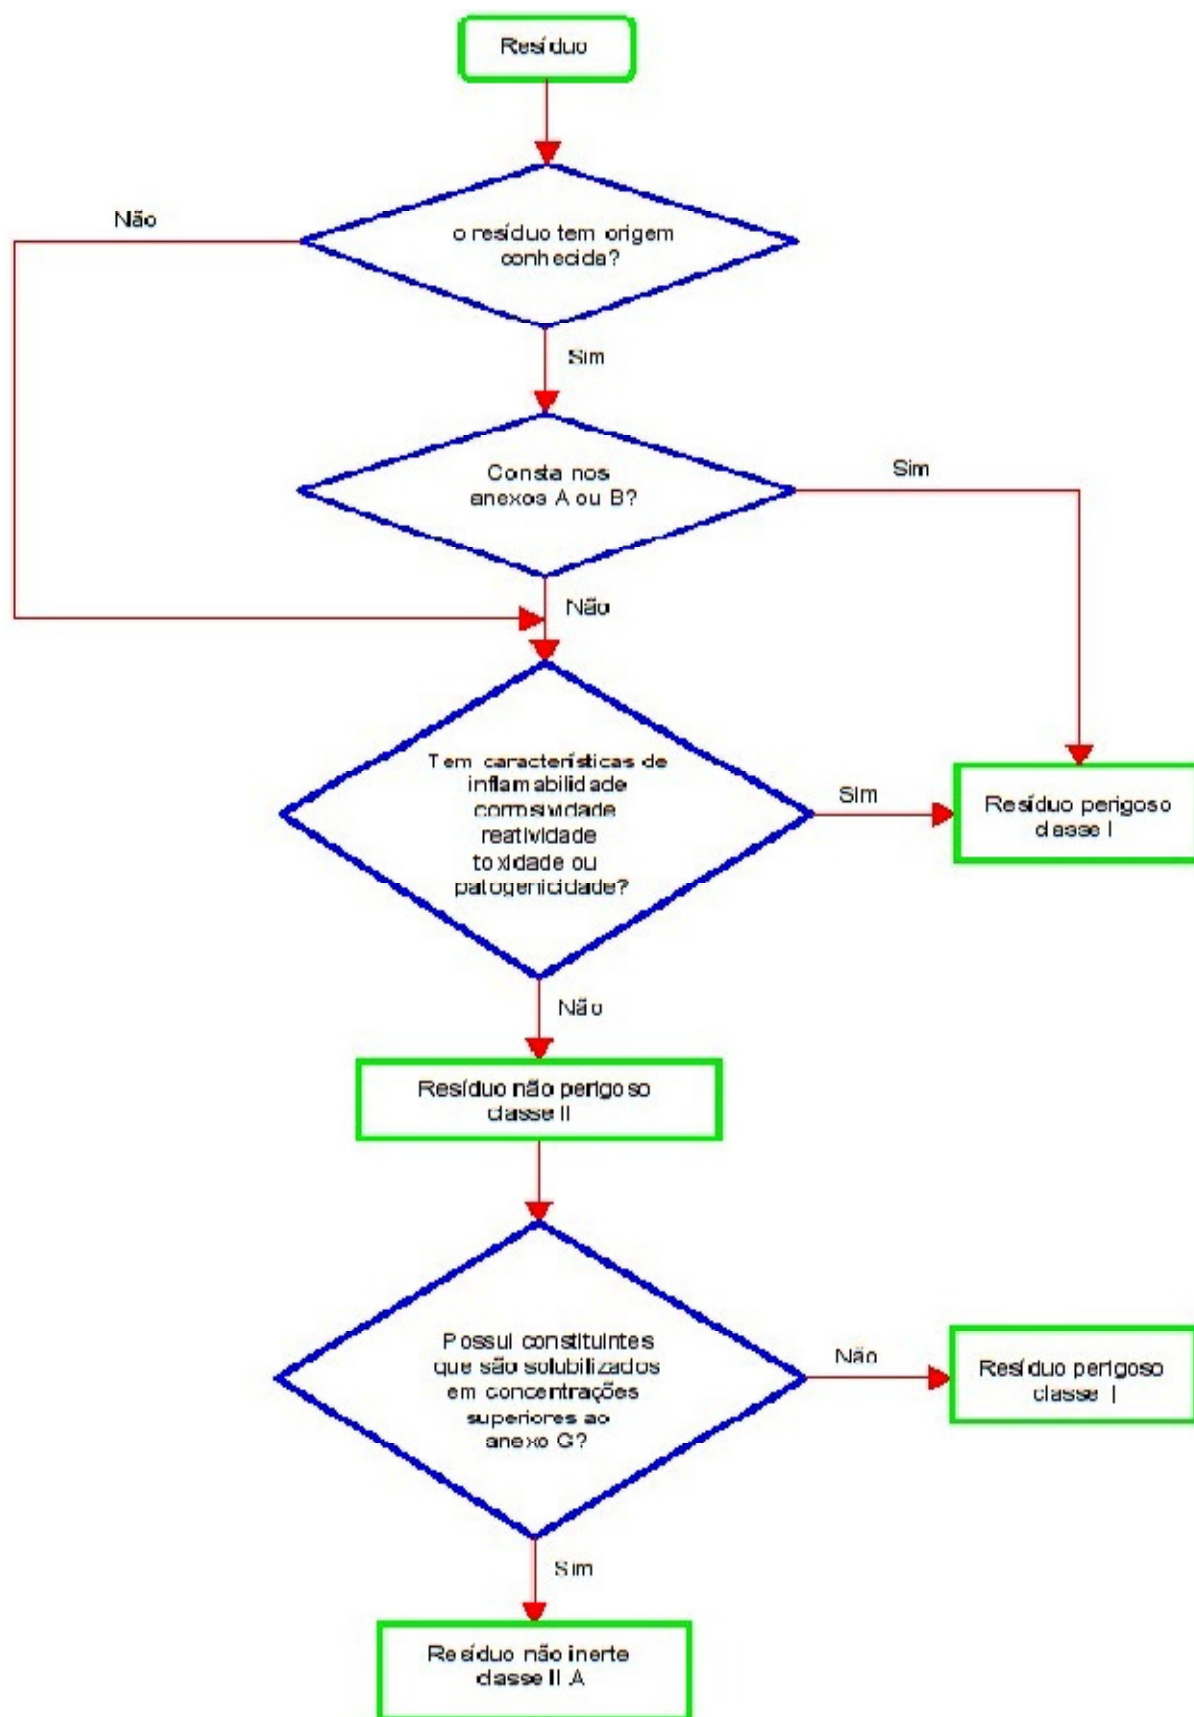 Resíduo
Não
o resíduo tem origem
conhecida?
Sim
Consta nos
anexos A ou B?
Sim
Não
Tem características de
inflamabilidade
corrosividade
reatividade
toxidade ou
patogenicidade?
Sim
Resíduo perigoso
classe I
Não
Resíduo não perigoso
classe II
Possui constituintes
que são solubilizados
em concentrações
superiores ao
anexo G?
Não
Resíduo perigoso
classe I
Sim
Resíduo não inerte
classe II A